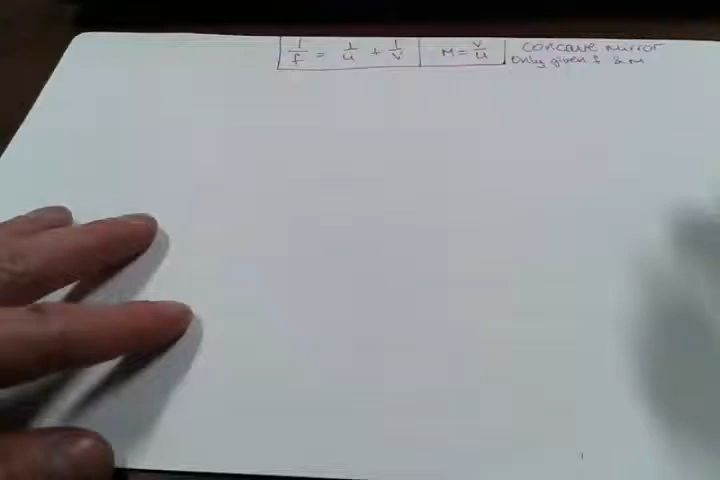 1/f = 1/u + 1/v
M = v/u
concave mirror
Only given f & m